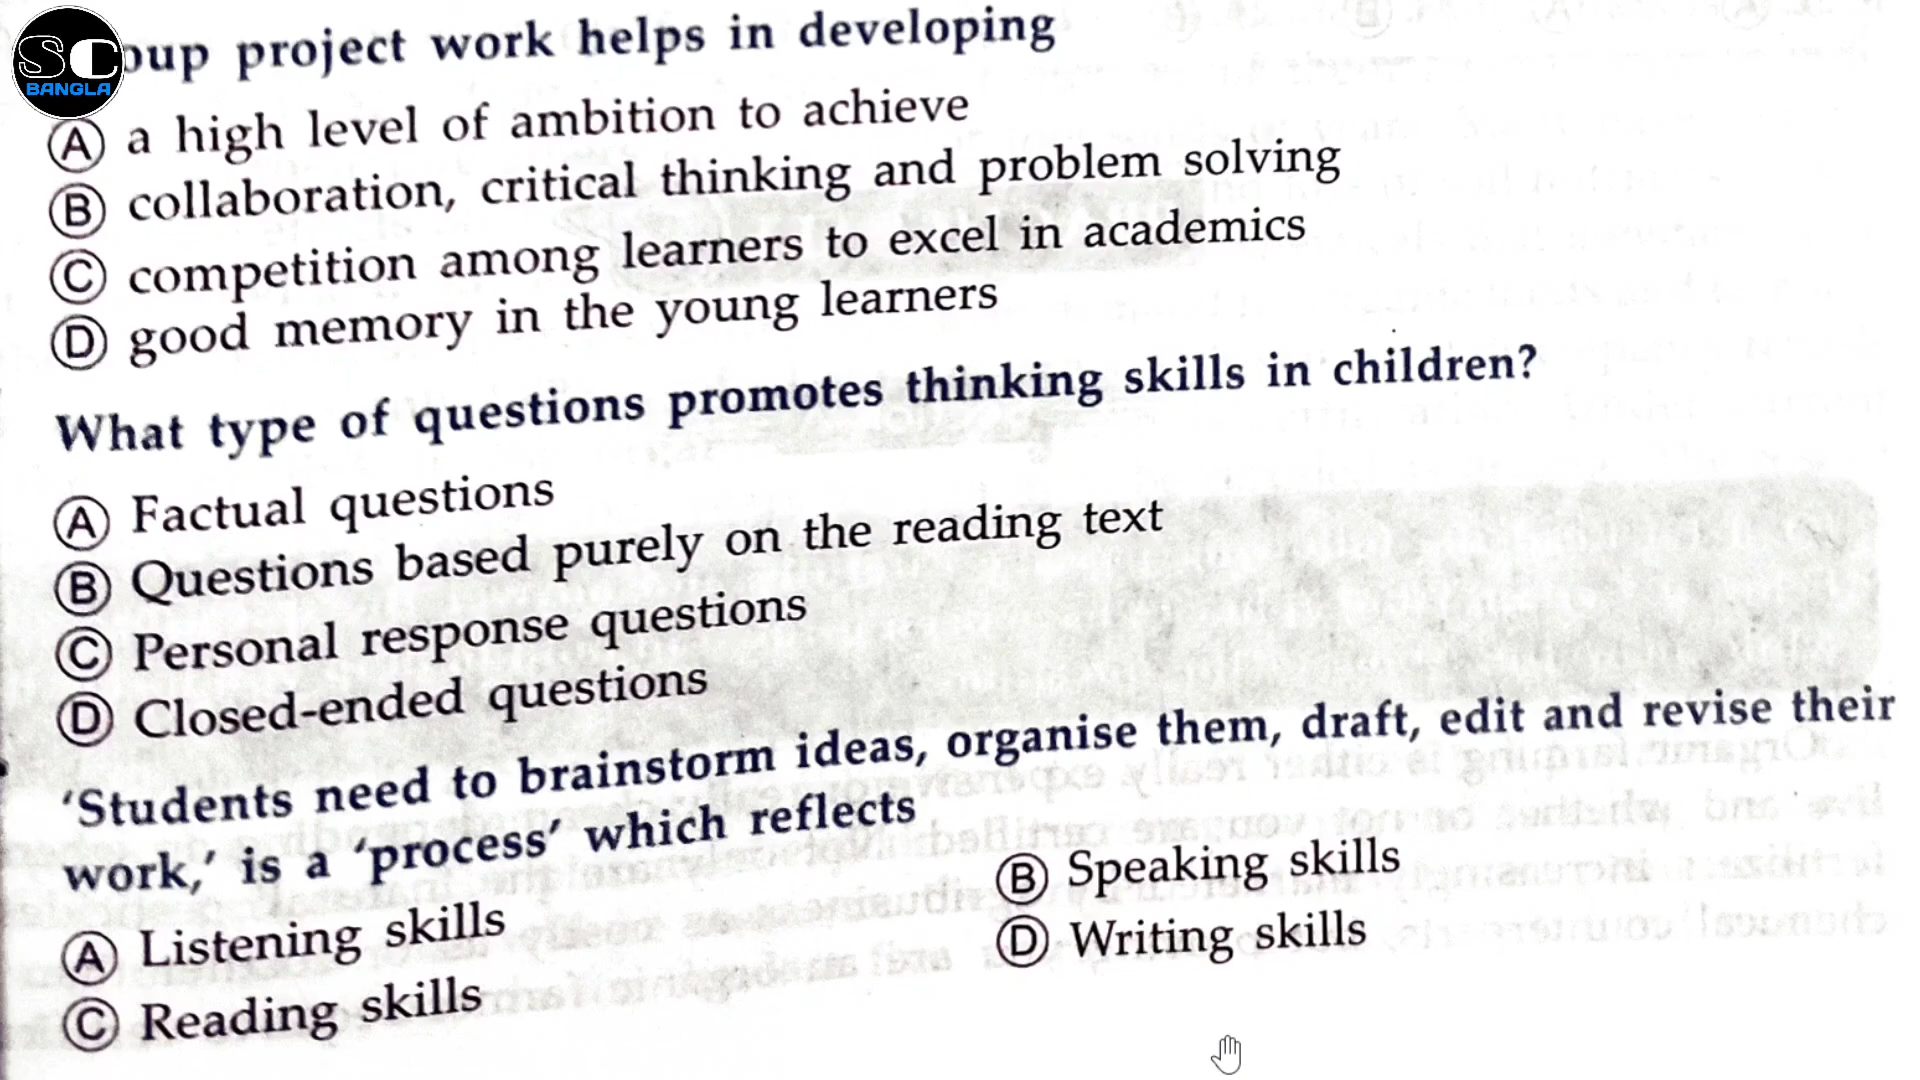 SC
BANGLA
oup project work helps in developing
Ⓐ a high level of ambition to achieve
Ⓑ collaboration, critical thinking and problem solving
Ⓒ competition among learners to excel in academics
Ⓓ good memory in the young learners
What type of questions promotes thinking skills in children?
Ⓐ Factual questions
Ⓑ Questions based purely on the reading text
Ⓒ Personal response questions
Ⓓ Closed-ended questions
'Students need to brainstorm ideas, organise them, draft, edit and revise their
work,' is a 'process' which reflects
Ⓐ Listening skills
Ⓑ Speaking skills
Ⓒ Reading skills
Ⓓ Writing skills